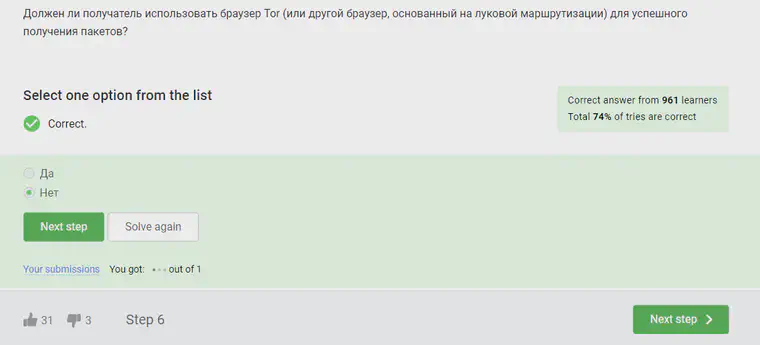 Должен ли получатель использовать браузер Tor (или другой браузер, основанный на луковой маршрутизации) для успешного
получения пакетов?
Select one option from the list
Correct answer from 961 learners
Total 74% of tries are correct
Correct.
Да
Нет
Next step
Solve again
Your submissions You got: out of 1
31
3
Step 6
Next step